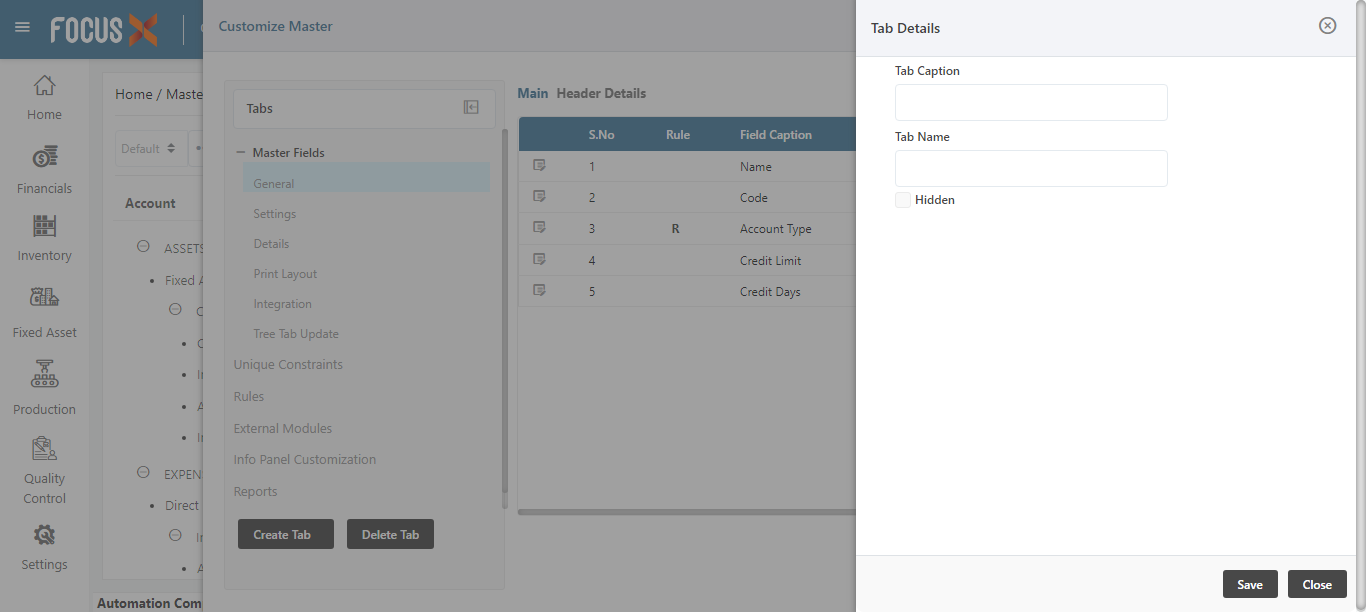 FOCUS X
Home
Financials
Inventory
Fixed Asset
Production
Quality
Control
Settings
Home / Maste
Default
Account
ASSETS
Fixed A
EXPEN
Direct
Automation Com
Customize Master
Tabs
Master Fields
General
Settings
Details
Print Layout
Integration
Tree Tab Update
Unique Constraints
Rules
External Modules
Info Panel Customization
Reports
Create Tab
Delete Tab
Main Header Details
S.No Rule Field Caption
1 Name
2 Code
3 R Account Type
4 Credit Limit
5 Credit Days
Tab Details
Tab Caption
Tab Name
Hidden
Save Close